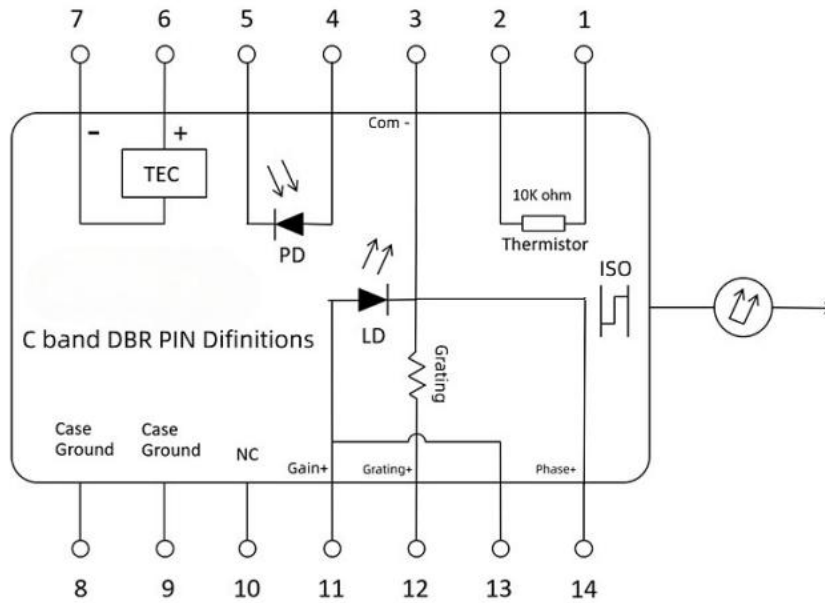 7 6 5 4 3 2 1
Com -
- +
TEC
10K ohm
PD
Thermistor
ISO
LD
C band DBR PIN Difinitions
Grating
Case
Ground
Case
Ground
NC
Gain+
Grating+
Phase+
8 9 10 11 12 13 14